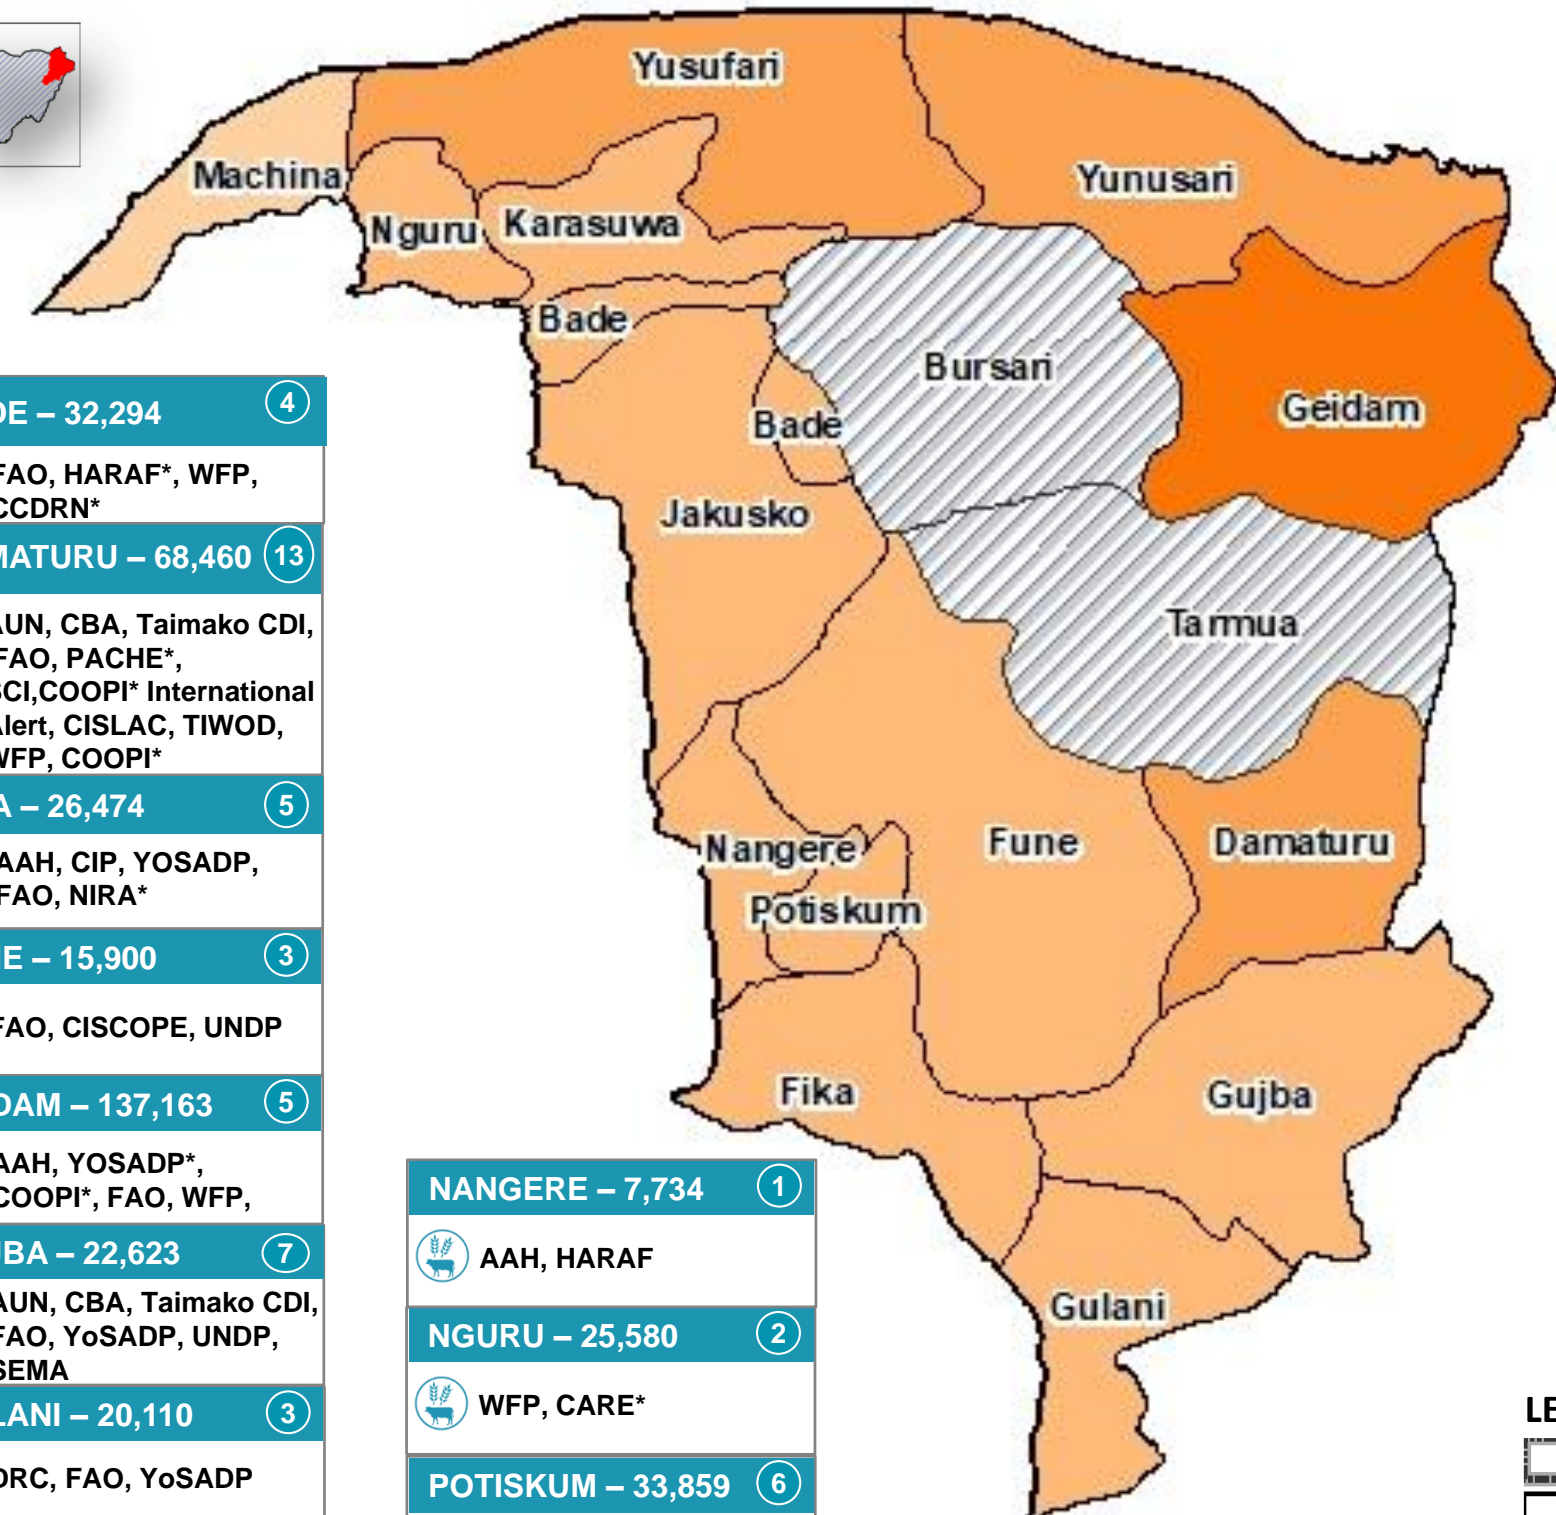 Yusufari
Machina
Yunusari
Nguru
Karasuwa
Bade
Bursari
Geidam
Bade
Jakusko
Tarmua
Nangere
Fune
Damaturu
Potiskum
Fika
Gujba
Gulani
DE – 32,294 4
FAO, HARAF*, WFP,
CCDRN*
MATURU – 68,460 13
AUN, CBA, Taimako CDI,
FAO, PACHE*,
SCI,COOPI* International
Alert, CISLAC, TIWOD,
WFP, COOPI*
A – 26,474 5
AAH, CIP, YOSADP,
FAO, NIRA*
NE – 15,900 3
FAO, CISCOPE, UNDP
DAM – 137,163 5
AAH, YOSADP*,
COOPI*, FAO, WFP,
JBA – 22,623 7
AUN, CBA, Taimako CDI,
FAO, YoSADP, UNDP,
SEMA
LANI – 20,110 3
DRC, FAO, YoSADP
NANGERE – 7,734 1
AAH, HARAF
NGURU – 25,580 2
WFP, CARE*
POTISKUM – 33,859 6
LE